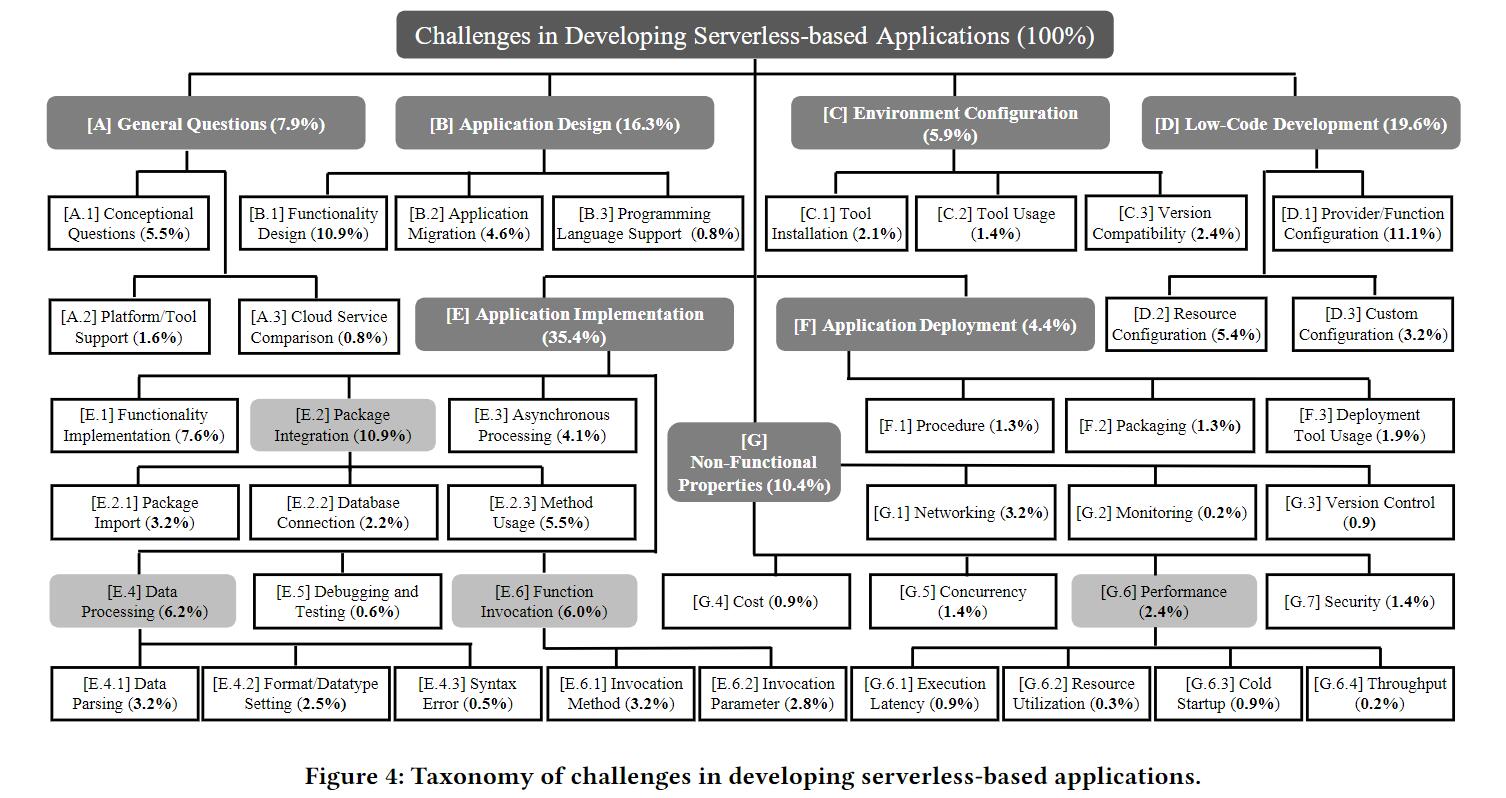 Challenges in Developing Serverless-based Applications (100%)
[A] General Questions (7.9%)
[B] Application Design (16.3%)
[C] Environment Configuration
(5.9%)
[D] Low-Code Development (19.6%)
[A.1] Conceptional
Questions (5.5%)
[B.1] Functionality
Design (10.9%)
[B.2] Application
Migration (4.6%)
[B.3] Programming
Language Support (0.8%)
[C.1] Tool
Installation (2.1%)
[C.2] Tool Usage
(1.4%)
[C.3] Version
Compatibility (2.4%)
[D.1] Provider/Function
Configuration (11.1%)
[A.2] Platform/Tool
Support (1.6%)
[A.3] Cloud Service
Comparison (0.8%)
[E] Application Implementation
(35.4%)
[F] Application Deployment (4.4%)
[D.2] Resource
Configuration (5.4%)
[D.3] Custom
Configuration (3.2%)
[E.1] Functionality
Implementation (7.6%)
[E.2] Package
Integration (10.9%)
[E.3] Asynchronous
Processing (4.1%)
[G]
Non-Functional
Properties (10.4%)
[F.1] Procedure (1.3%)
[F.2] Packaging (1.3%)
[F.3] Deployment
Tool Usage (1.9%)
[E.2.1] Package
Import (3.2%)
[E.2.2] Database
Connection (2.2%)
[E.2.3] Method
Usage (5.5%)
[G.1] Networking (3.2%)
[G.2] Monitoring (0.2%)
[G.3] Version Control
(0.9)
[E.4] Data
Processing (6.2%)
[E.5] Debugging and
Testing (0.6%)
[E.6] Function
Invocation (6.0%)
[G.4] Cost (0.9%)
[G.5] Concurrency
(1.4%)
[G.6] Performance
(2.4%)
[G.7] Security (1.4%)
[E.4.1] Data
Parsing (3.2%)
[E.4.2] Format/Datatype
Setting (2.5%)
[E.4.3] Syntax
Error (0.5%)
[E.6.1] Invocation
Method (3.2%)
[E.6.2] Invocation
Parameter (2.8%)
[G.6.1] Execution
Latency (0.9%)
[G.6.2] Resource
Utilization (0.3%)
[G.6.3] Cold
Startup (0.9%)
[G.6.4] Throughput
(0.2%)
Figure 4: Taxonomy of challenges in developing serverless-based applications.